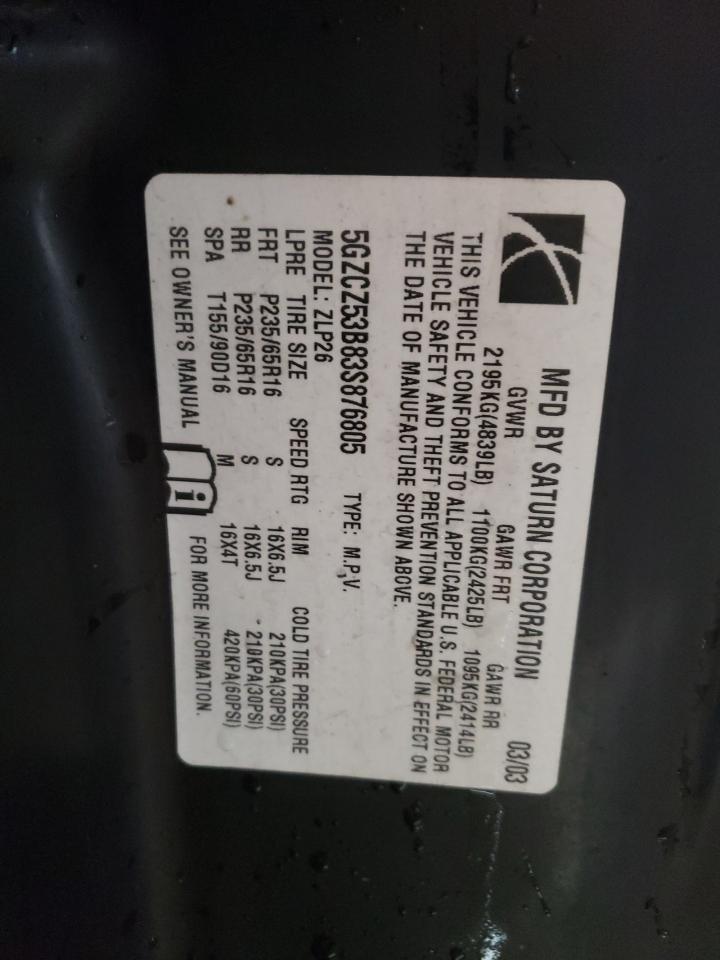 MFD BY SATURN CORPORATION 03/03
GVWR GAWR FRT GAWR RR
2195KG(4839LB) 1100KG(2425LB) 1095KG(2414LB)
THIS VEHICLE CONFORMS TO ALL APPLICABLE U.S. FEDERAL MOTOR
VEHICLE SAFETY AND THEFT PREVENTION STANDARDS IN EFFECT ON
THE DATE OF MANUFACTURE SHOWN ABOVE.
5GZCZ53B83S876805 TYPE: M.P.V.
MODEL: ZLP26
LPRE TIRE SIZE SPEED RTG RIM COLD TIRE PRESSURE
FRT P235/65R16 S 16X6.5J 210KPA(30PSI)
RR P235/65R16 S 16X6.5J 210KPA(30PSI)
SPA T155/90D16 M 16X4T 420KPA(60PSI)
SEE OWNER'S MANUAL i FOR MORE INFORMATION.